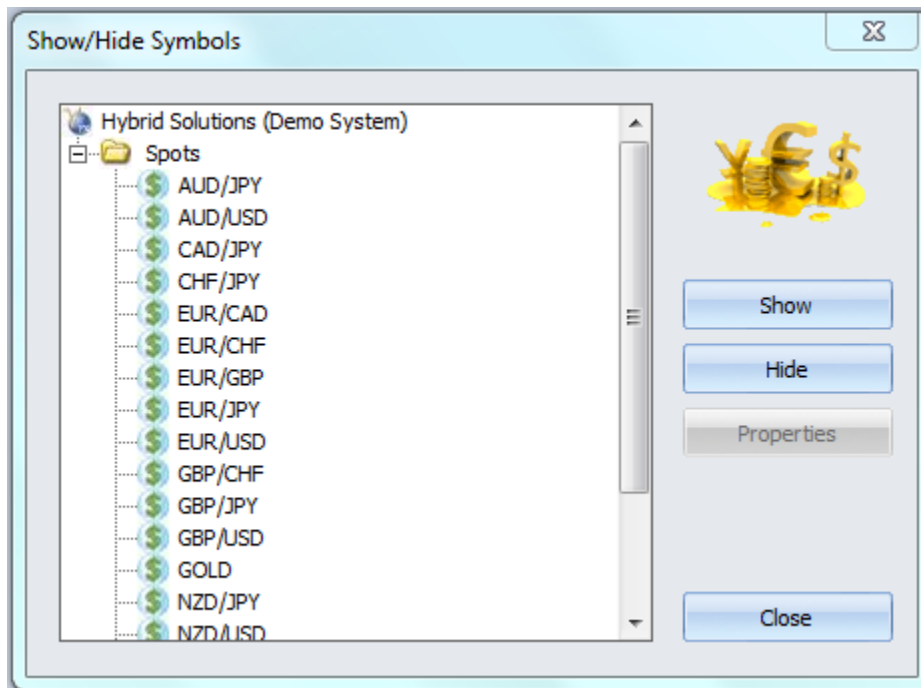 Show/Hide Symbols
Hybrid Solutions (Demo System)
Spots
AUD/JPY
AUD/USD
CAD/JPY
CHF/JPY
EUR/CAD
EUR/CHF
EUR/GBP
EUR/JPY
EUR/USD
GBP/CHF
GBP/JPY
GBP/USD
GOLD
NZD/JPY
NZD/USD
Show
Hide
Properties
Close